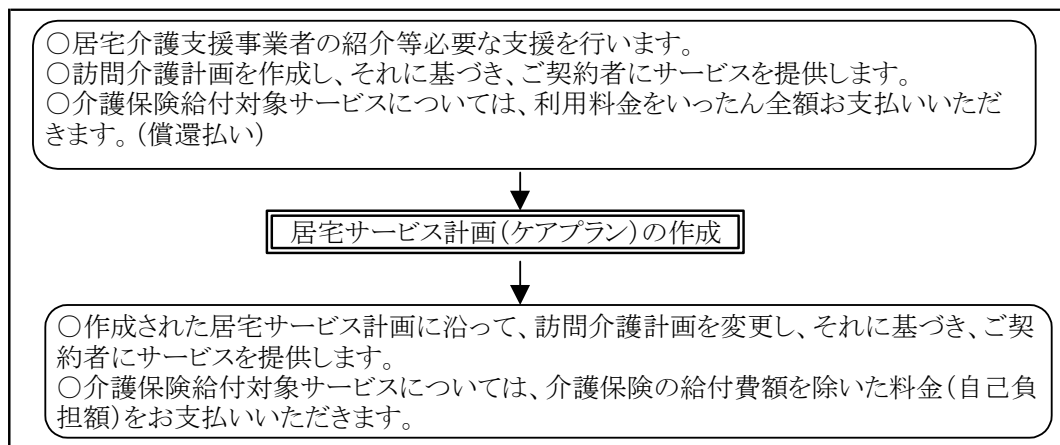 ○居宅介護支援事業者の紹介等必要な支援を行います。
○訪問介護計画を作成し、それに基づき、ご契約者にサービスを提供します。
○介護保険給付対象サービスについては、利用料金をいったん全額お支払いいただ
きます。(償還払い)
居宅サービス計画(ケアプラン)の作成
○作成された居宅サービス計画に沿って、訪問介護計画を変更し、それに基づき、ご契
約者にサービスを提供します。
○介護保険給付対象サービスについては、介護保険の給付費額を除いた料金(自己負
担額)をお支払いいただきます。